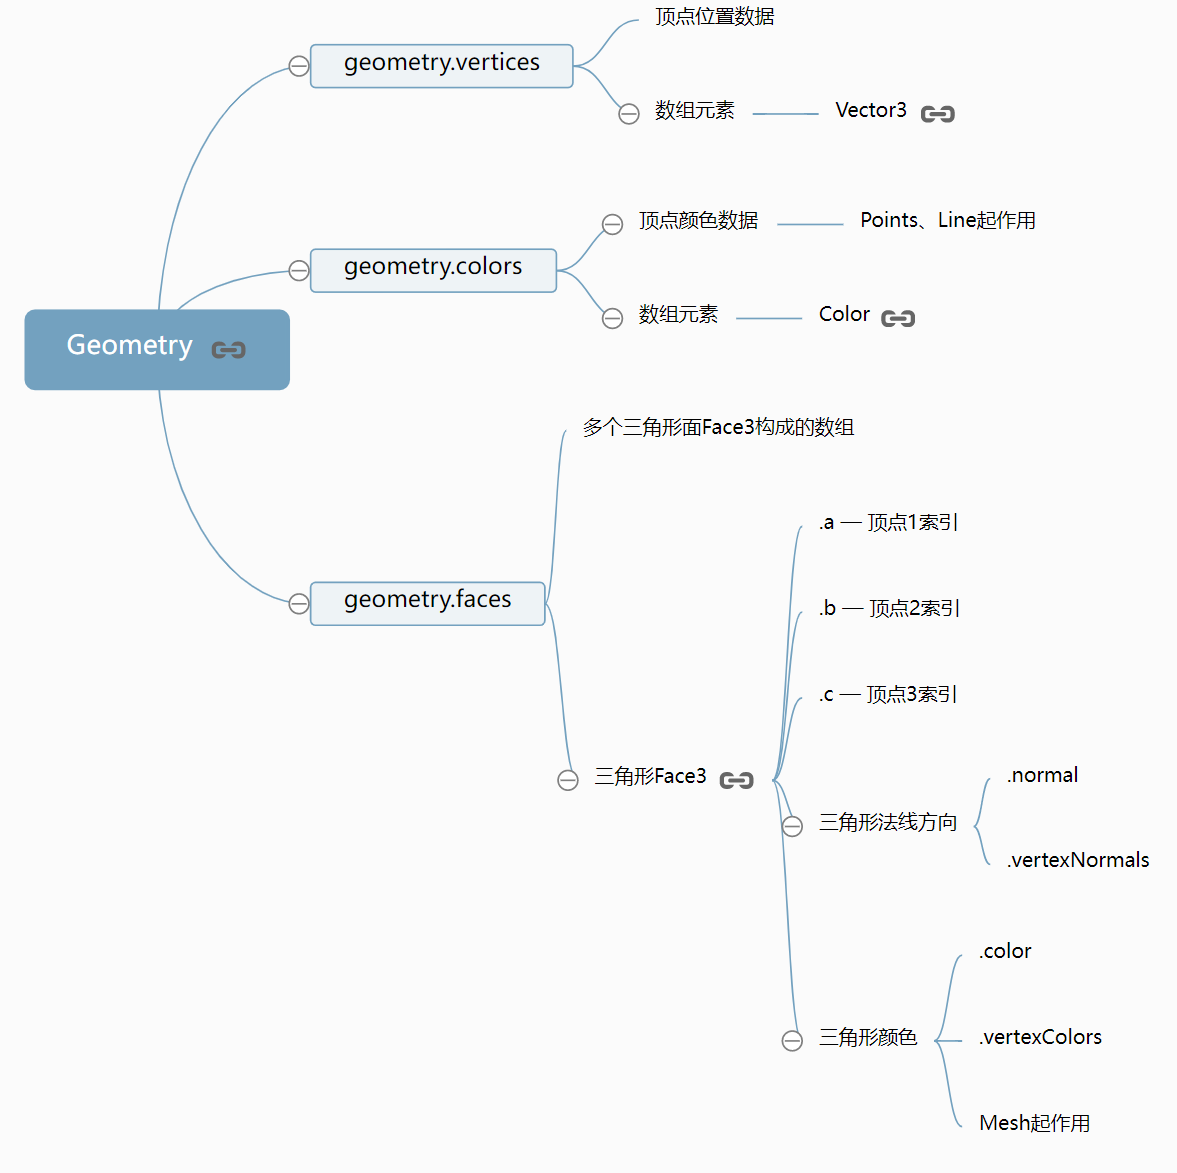 顶点位置数据
geometry.vertices
数组元素
Vector3
顶点颜色数据
Points、Line起作用
geometry.colors
数组元素
Color
Geometry
多个三角形面Face3构成的数组
.a — 顶点1索引
geometry.faces
.b — 顶点2索引
.c — 顶点3索引
三角形Face3
.normal
三角形法线方向
.vertexNormals
.color
三角形颜色
.vertexColors
Mesh起作用